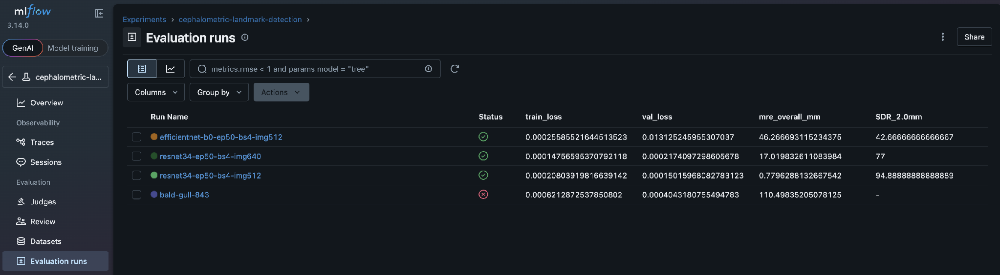 mlflow
3.14.0
GenAI Model training
cephalometric-la...
Overview
Observability
Traces
Sessions
Evaluation
Judges
Review
Datasets
Evaluation runs
Experiments › cephalometric-landmark-detection ›
Evaluation runs
Share
metrics.rmse < 1 and params.model = "tree"
Columns Group by Actions
Run Name Status train_loss val_loss mre_overall_mm SDR_2.0mm
efficientnet-b0-ep50-bs4-img512 0.00025585521644513523 0.013125245955307037 46.266693115234375 42.66666666666667
resnet34-ep50-bs4-img640 0.00014756595370792118 0.0002174097298605678 17.019832611083984 77
resnet34-ep50-bs4-img512 0.00020803919816639142 0.00015015968082783123 0.7796288132667542 94.88888888888889
bald-gull-843 0.0006212872537850802 0.0004043180755494783 110.49835205078125 -